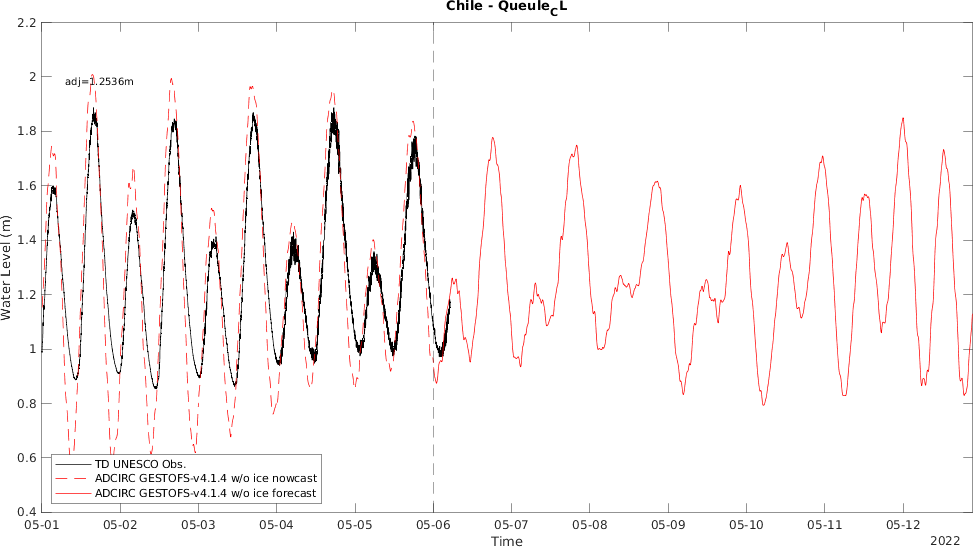 Chile - Queule_CL
adj=1.2536m
2.2
2
1.8
1.6
1.4
1.2
1
0.8
0.6
0.4
Water Level (m)
TD UNESCO Obs.
ADCIRC GESTOFS-v4.1.4 w/o ice nowcast
ADCIRC GESTOFS-v4.1.4 w/o ice forecast
05-01 05-02 05-03 05-04 05-05 05-06 05-07 05-08 05-09 05-10 05-11 05-12
Time
2022